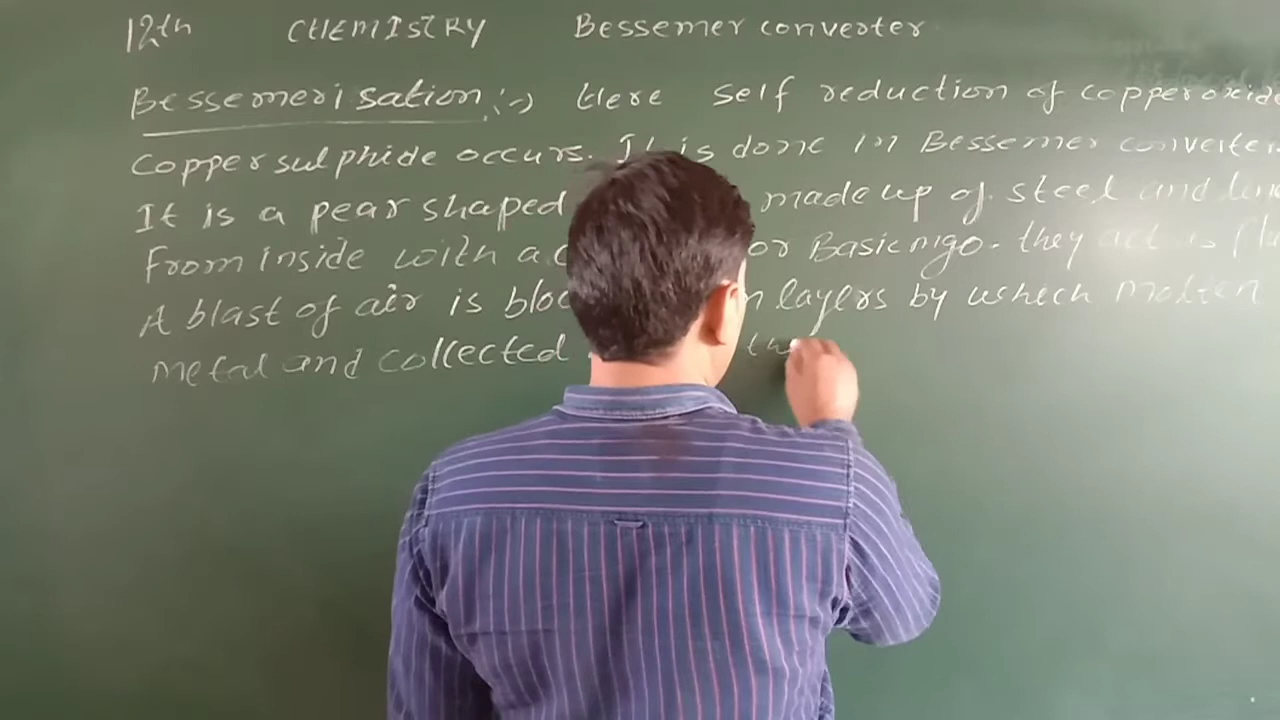 12th CHEMISTRY Bessemer converter
Bessemerisation :-> Here self reduction of copper oxide
copper sulphide occurs. It is done in Bessemer converter.
It is a pear shaped made up of steel and
From inside with or Basic mgo. they act is
A blast of air is layers by which molten
metal and collected